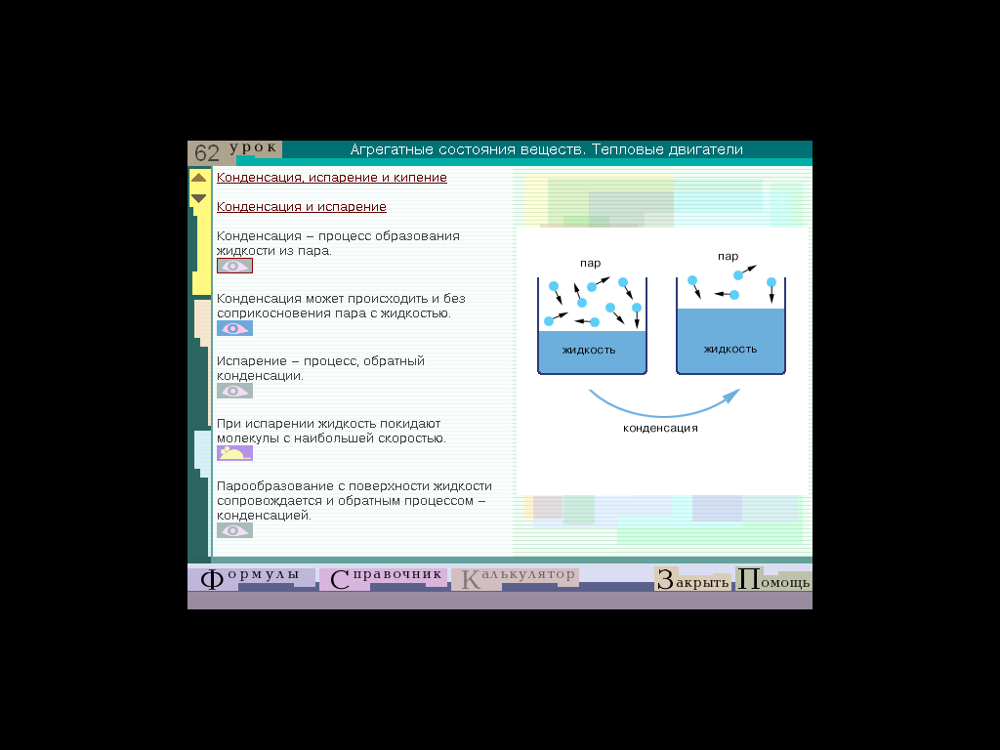 62 урок
Агрегатные состояния веществ. Тепловые двигатели
Конденсация, испарение и кипение
Конденсация и испарение
Конденсация – процесс образования
жидкости из пара.
Конденсация может происходить и без
соприкосновения пара с жидкостью.
Испарение – процесс, обратный
конденсации.
При испарении жидкость покидают
молекулы с наибольшей скоростью.
Парообразование с поверхности жидкости
сопровождается и обратным процессом –
конденсацией.
пар
пар
жидкость
жидкость
конденсация
Формулы
Справочник
Калькулятор
Закрыть
Помощь